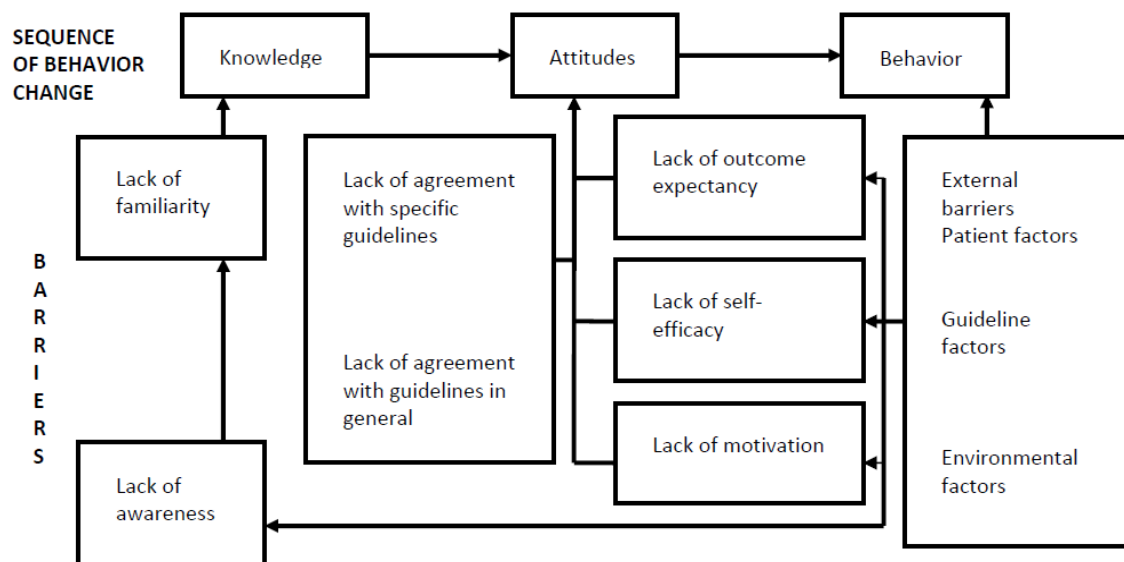 SEQUENCE
OF BEHAVIOR
CHANGE
Knowledge
Attitudes
Behavior
B
A
R
R
I
E
R
S
Lack of
familiarity
Lack of
awareness
Lack of agreement
with specific
guidelines
Lack of agreement
with guidelines in
general
Lack of outcome
expectancy
Lack of self-
efficacy
Lack of motivation
External
barriers
Patient factors
Guideline
factors
Environmental
factors